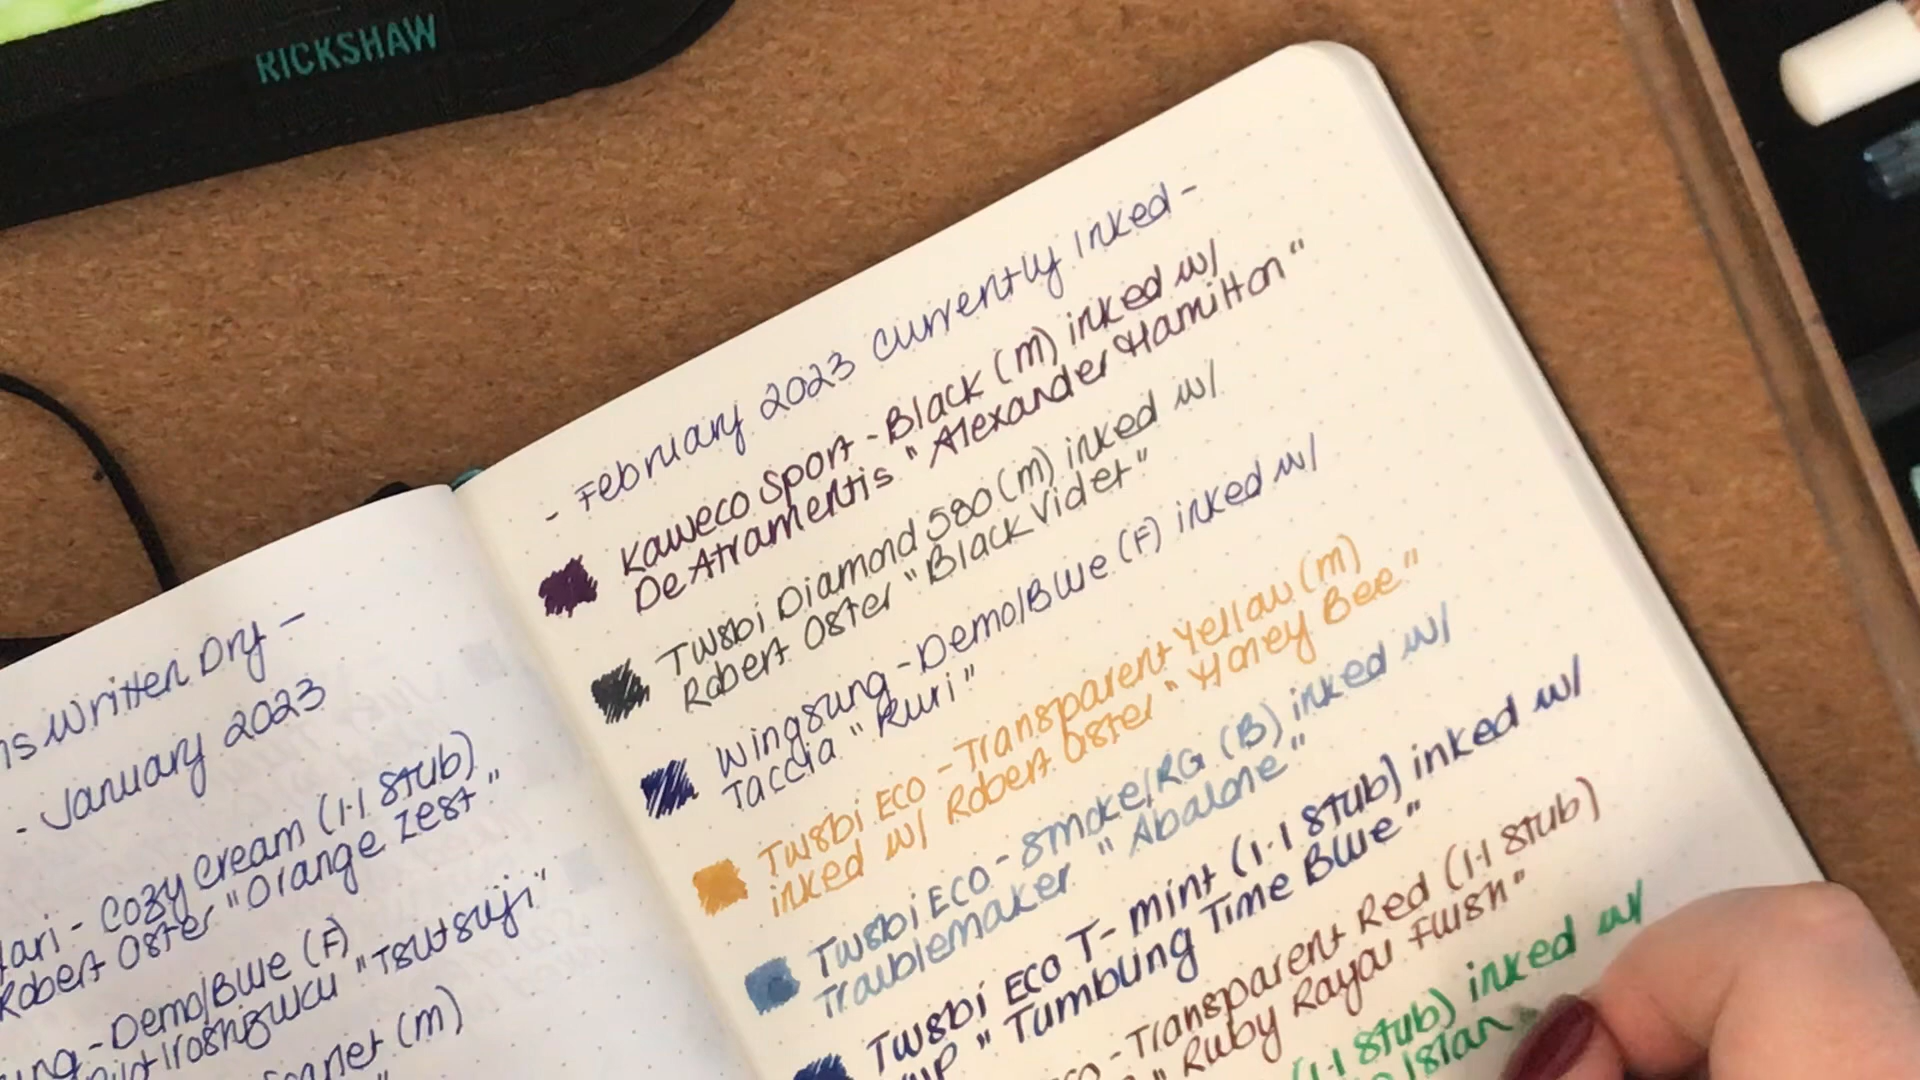 RICKSHAW
Written Dry -
- January 2023
- Cozy Cream (1.1 Stub)
Robert Oster "Orange Zest"
- Demo/Blue (F)
"Tsutsuji"
(M)
- February 2023 Currently Inked -
Kaweco Sport - Black (M) inked w/
De Atramentis "Alexander Hamilton"
Twsbi Diamond 580 (M) inked w/
Robert Oster "Black Violet"
Wingsung - Demo/Blue (F) inked w/
Taccia "Ruri"
Twsbi Eco - Transparent Yellow (M)
inked w/ Robert Oster "Honey Bee"
Twsbi Eco - Smoke/RG (B) inked w/
Troublemaker "Abalone"
Twsbi Eco T - mint (1.1 Stub) inked w/
"Tumbling Time Blue"
- Transparent Red (1.1 Stub)
"Ruby Royal Flush"
(1.1 Stub) inked w/